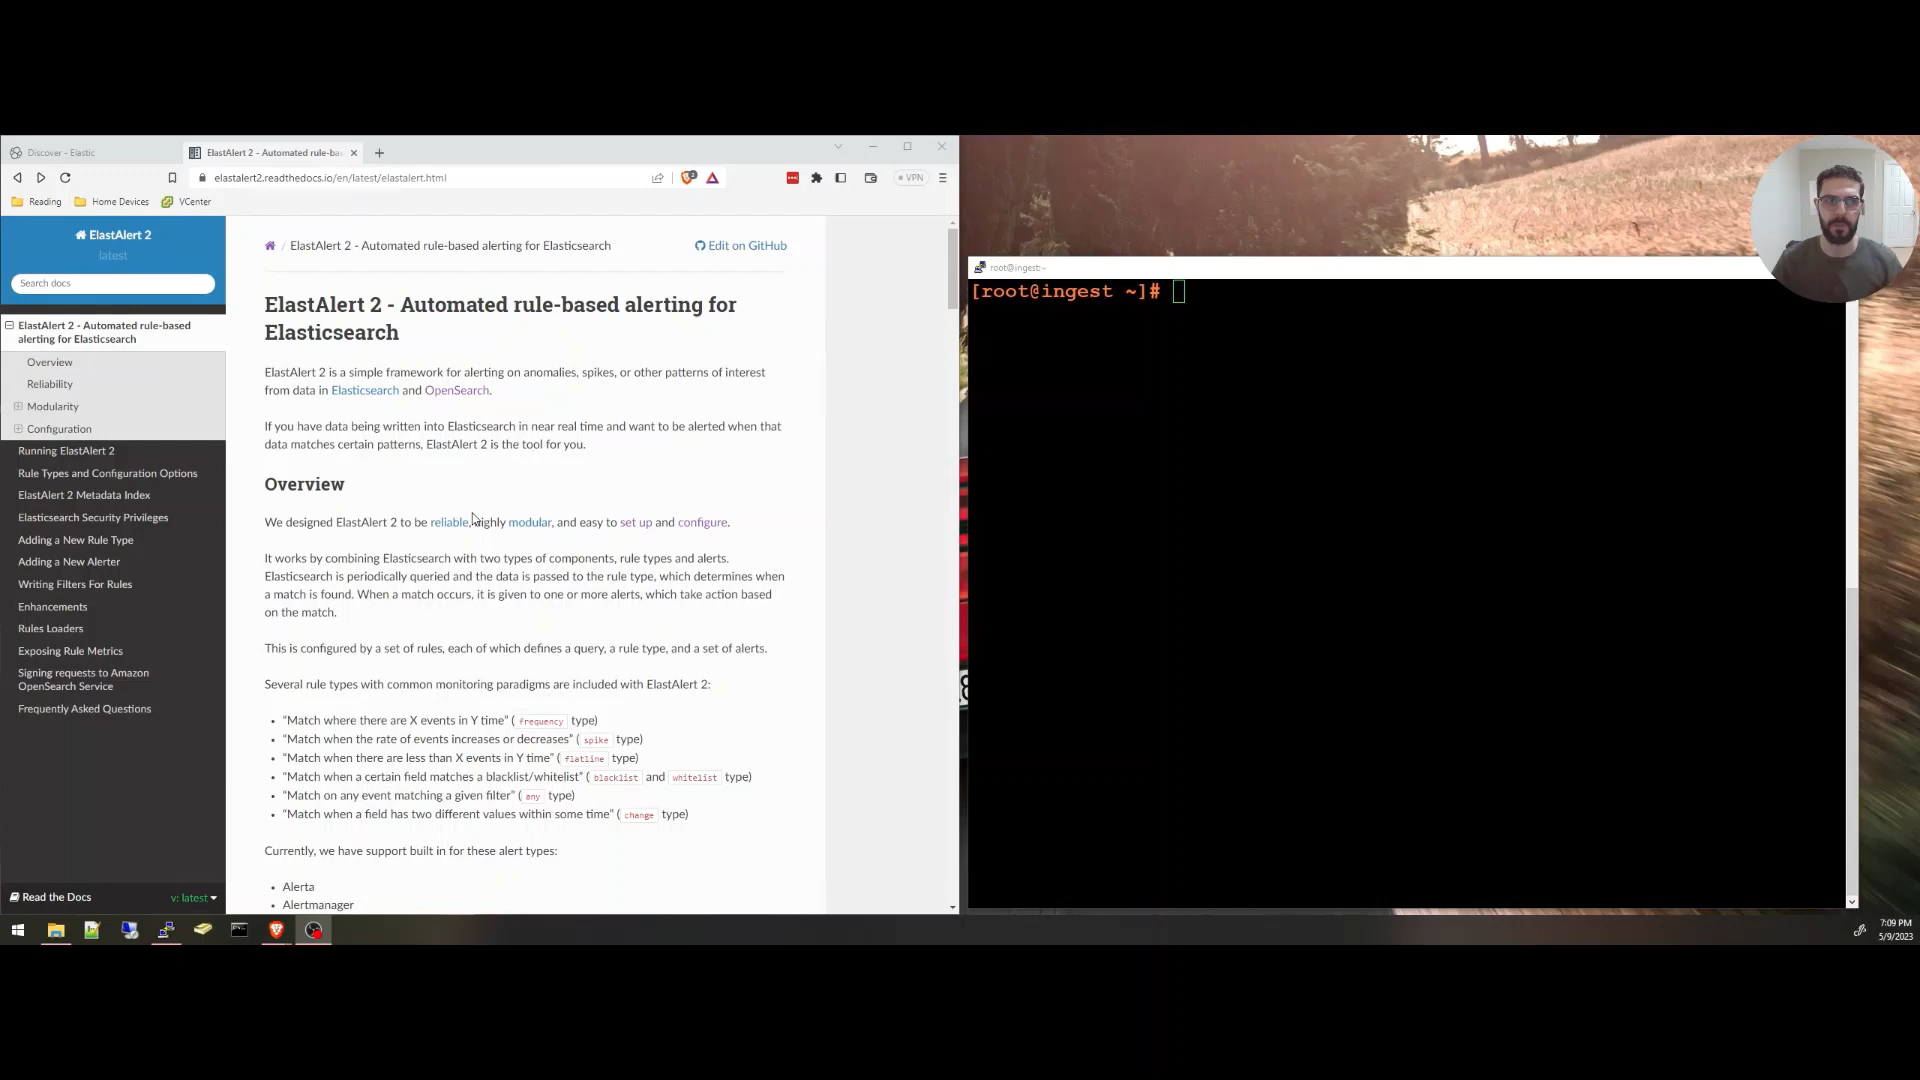 Discover - Elastic
ElastAlert 2 - Automated rule-bas
elastalert2.readthedocs.io/en/latest/elastalert.html
VPN
Reading
Home Devices
VCenter
ElastAlert 2
latest
Search docs
ElastAlert 2 - Automated rule-based
alerting for Elasticsearch
Overview
Reliability
Modularity
Configuration
Running ElastAlert 2
Rule Types and Configuration Options
ElastAlert 2 Metadata Index
Elasticsearch Security Privileges
Adding a New Rule Type
Adding a New Alerter
Writing Filters For Rules
Enhancements
Rules Loaders
Exposing Rule Metrics
Signing requests to Amazon
OpenSearch Service
Frequently Asked Questions
Read the Docs
v: latest
/ ElastAlert 2 - Automated rule-based alerting for Elasticsearch
Edit on GitHub
ElastAlert 2 - Automated rule-based alerting for
Elasticsearch
ElastAlert 2 is a simple framework for alerting on anomalies, spikes, or other patterns of interest
from data in Elasticsearch and OpenSearch.
If you have data being written into Elasticsearch in near real time and want to be alerted when that
data matches certain patterns, ElastAlert 2 is the tool for you.
Overview
We designed ElastAlert 2 to be reliable, highly modular, and easy to set up and configure.
It works by combining Elasticsearch with two types of components, rule types and alerts.
Elasticsearch is periodically queried and the data is passed to the rule type, which determines when
a match is found. When a match occurs, it is given to one or more alerts, which take action based
on the match.
This is configured by a set of rules, each of which defines a query, a rule type, and a set of alerts.
Several rule types with common monitoring paradigms are included with ElastAlert 2:
• “Match where there are X events in Y time” ( frequency type)
• “Match when the rate of events increases or decreases” ( spike type)
• “Match when there are less than X events in Y time” ( flatline type)
• “Match when a certain field matches a blacklist/whitelist” ( blacklist and whitelist type)
• “Match on any event matching a given filter” ( any type)
• “Match when a field has two different values within some time” ( change type)
Currently, we have support built in for these alert types:
• Alerta
• Alertmanager
root@ingest:~
[root@ingest ~]#
7:09 PM
5/9/2023